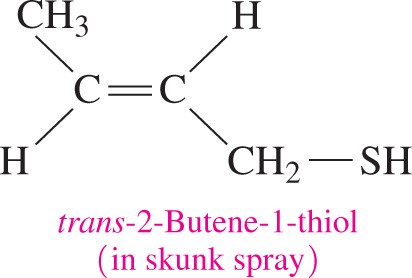 CH₃ H
C=C
H CH₂—SH
trans-2-Butene-1-thiol
(in skunk spray)